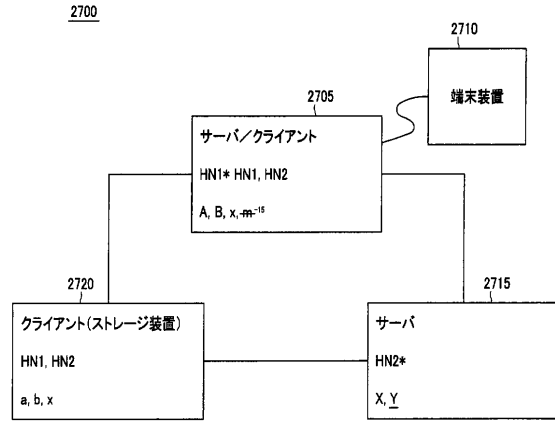 2700
2710
端末装置
2705
サーバ/クライアント
HN1* HN1, HN2
A, B, x, m⁻¹⁵
2720
クライアント(ストレージ装置)
HN1, HN2
a, b, x
2715
サーバ
HN2*
X, Y